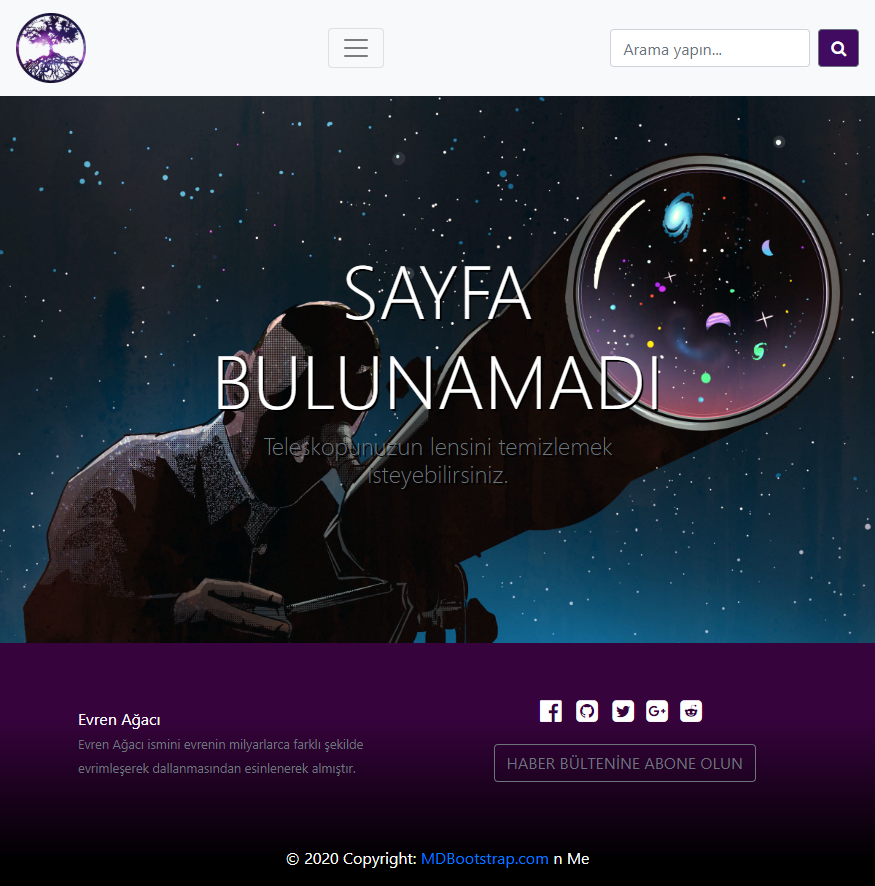 Arama yapın...
SAYFA
BULUNAMADI
Teleskopunuzun lensini temizlemek
isteyebilirsiniz.
Evren Ağacı
Evren Ağacı ismini evrenin milyarlarca farklı şekilde
evrimleşerek dallanmasından esinlenerek almıştır.
HABER BÜLTENİNE ABONE OLUN
© 2020 Copyright: MDBootstrap.com n Me